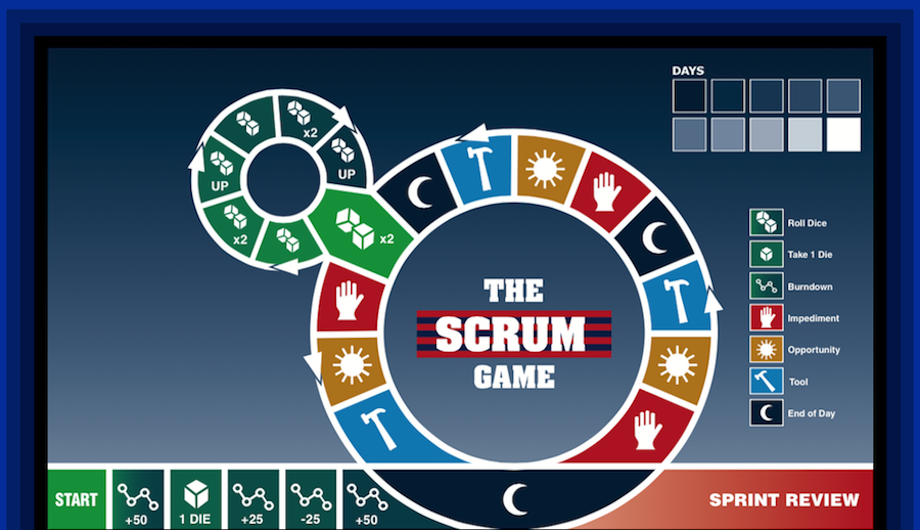 DAYS
x2
UP
UP
x2
x2
Roll Dice
Take 1 Die
Burndown
Impediment
Opportunity
Tool
End of Day
THE
SCRUM
GAME
START
+50
1 DIE
+25
-25
+50
SPRINT REVIEW